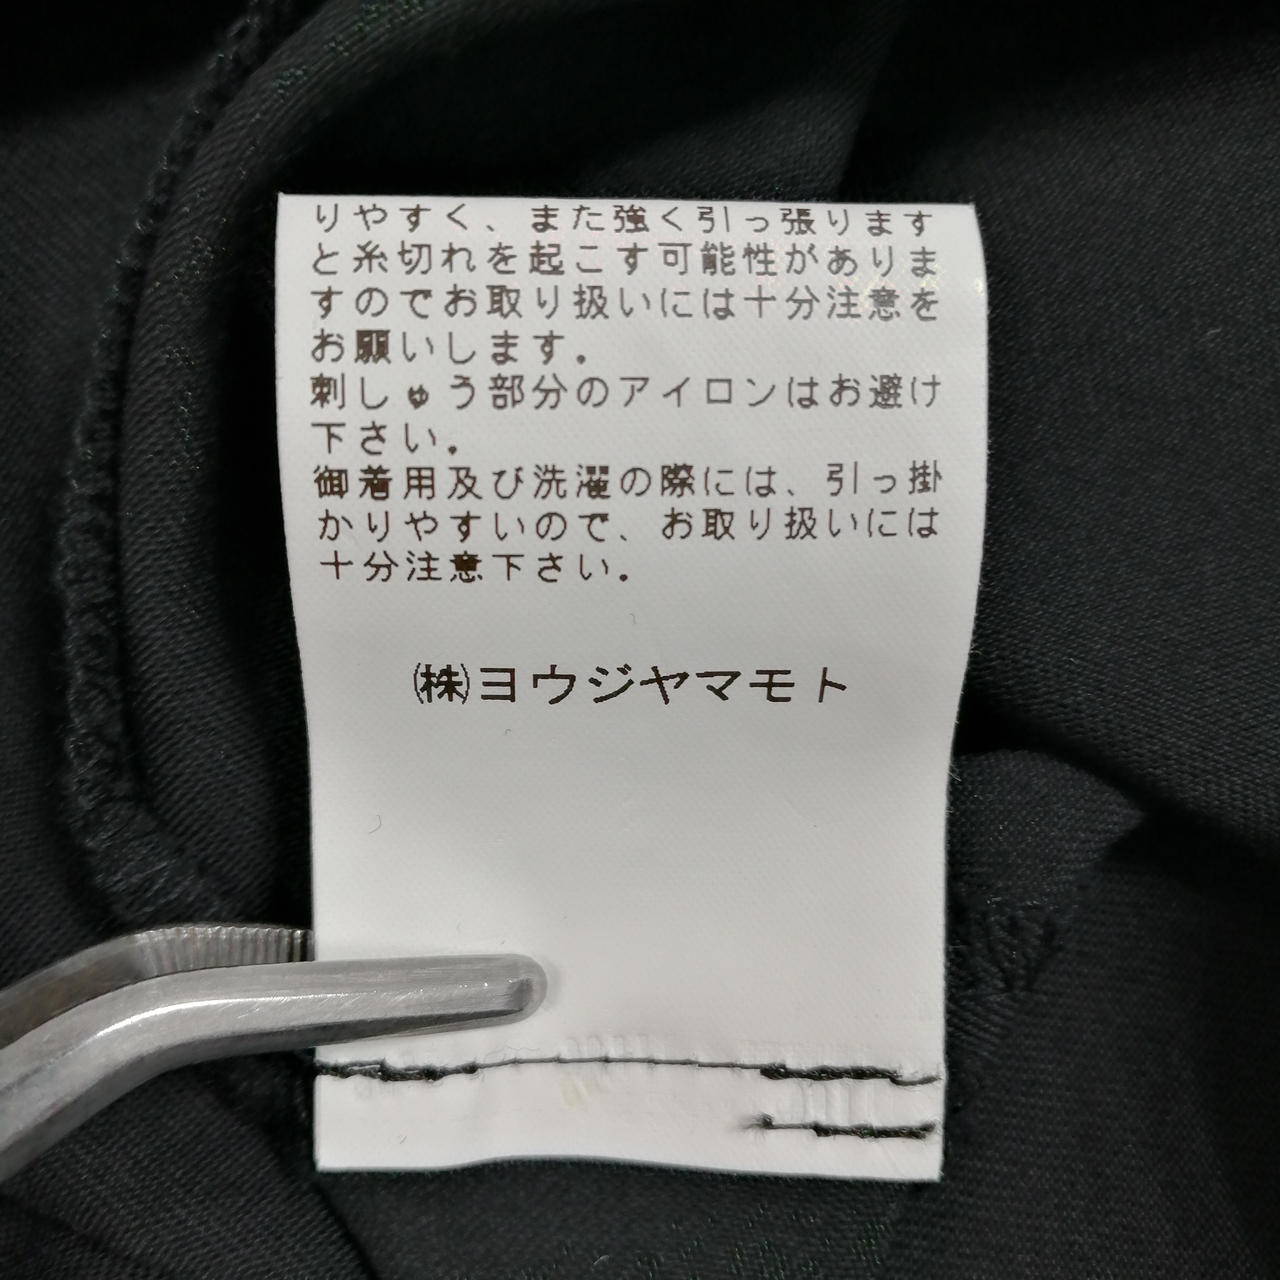 りやすく、また強く引っ張ります
と糸切れを起こす可能性がありま
すのでお取り扱いには十分注意を
お願いします。
刺しゅう部分のアイロンはお避け
下さい。
御着用及び洗濯の際には、引っ掛
かりやすいので、お取り扱いには
十分注意下さい。
㈱ヨウジヤマモト